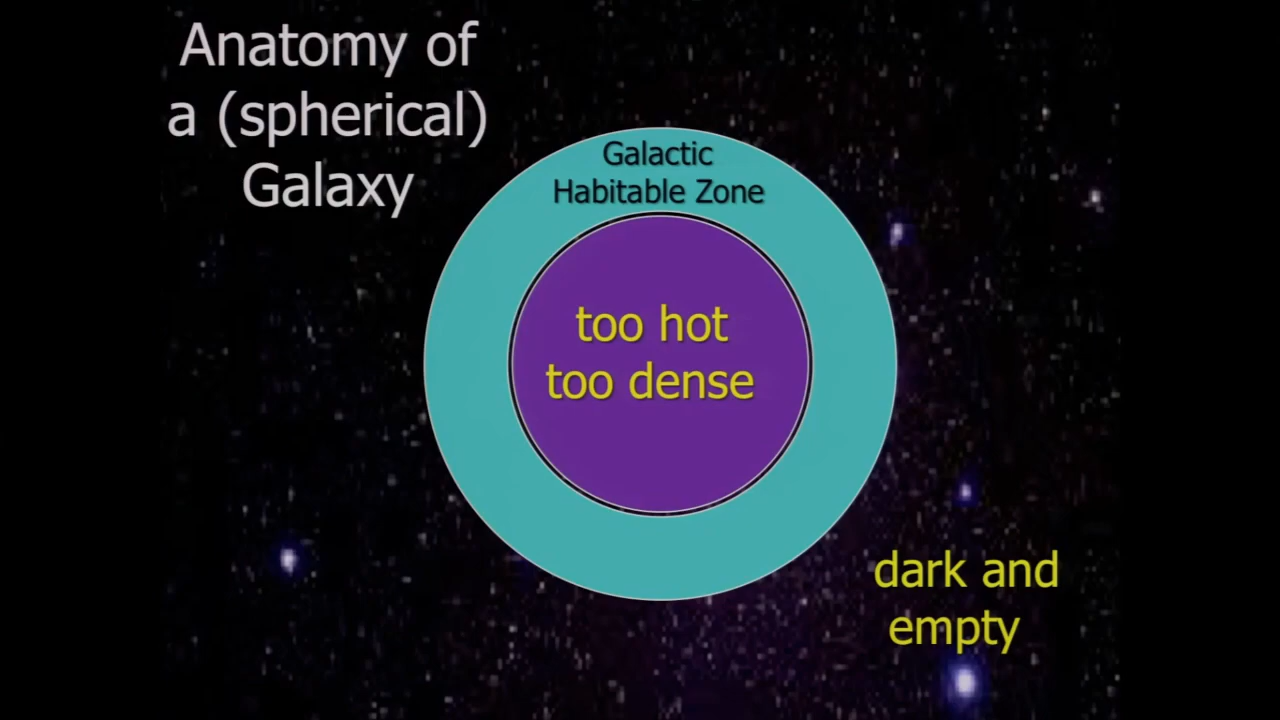 Anatomy of
a (spherical)
Galaxy
Galactic
Habitable Zone
too hot
too dense
dark and
empty